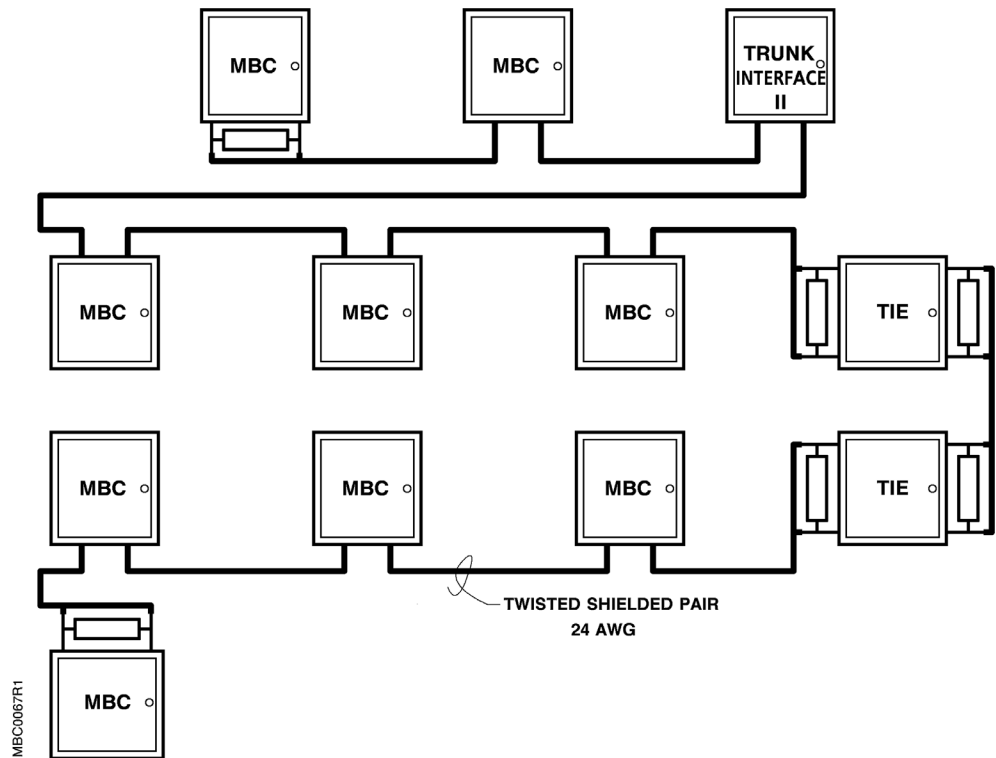 MBC
MBC
TRUNK
INTERFACE
II
MBC
MBC
MBC
TIE
MBC
MBC
MBC
TIE
TWISTED SHIELDED PAIR
24 AWG
MBC
MBC0067R1